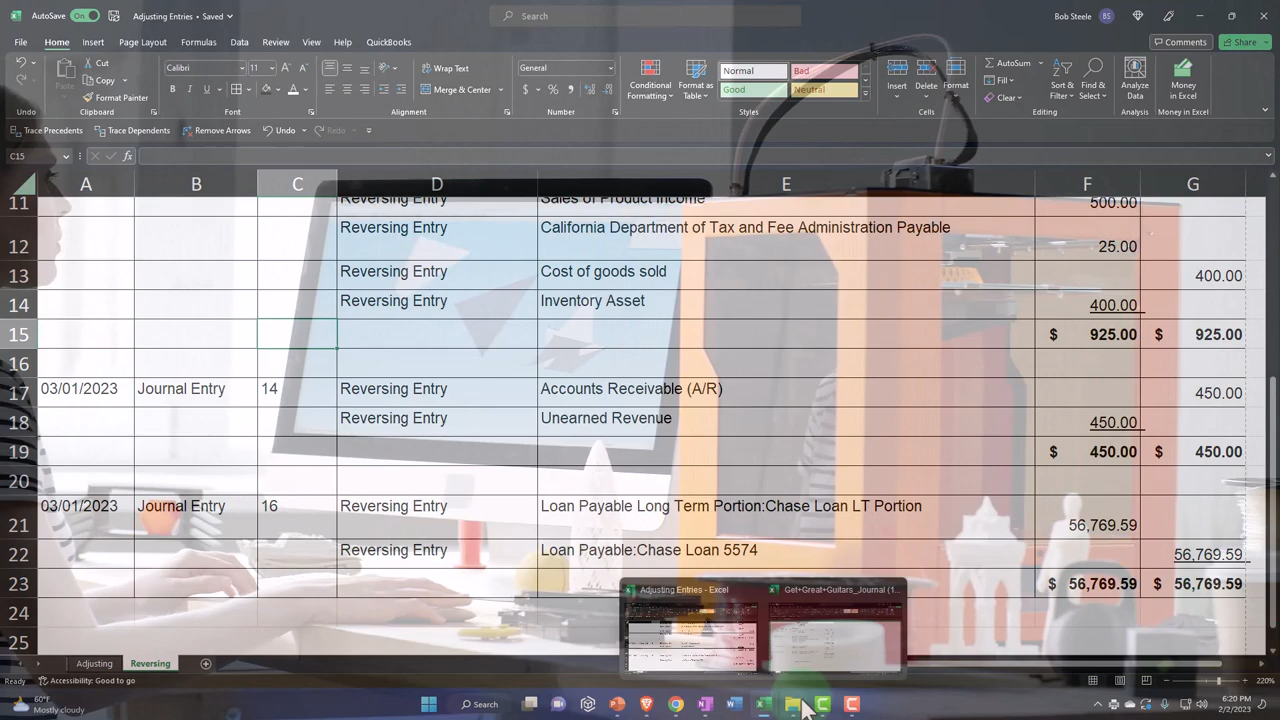 AutoSave On Adjusting Entries • Saved Search Bob Steele BS
File Home Insert Page Layout Formulas Data Review View Help QuickBooks Comments Share
Cut Calibri 11 Wrap Text General Normal Bad AutoSum
Paste Copy Merge & Center Conditional Formatting Format as Table Good Neutral Insert Delete Format Fill Sort & Filter Find & Select Analyze Data Money in Excel
Format Painter Clear
Undo Clipboard Font Alignment Number Styles Cells Editing Analysis Money in Excel
Trace Precedents Trace Dependents Remove Arrows Undo Redo
C15 fx
A B C D E F G
11 Reversing Entry Sales of Product Income 500.00
12 Reversing Entry California Department of Tax and Fee Administration Payable 25.00
13 Reversing Entry Cost of goods sold 400.00
14 Reversing Entry Inventory Asset 400.00
15 $ 925.00 $ 925.00
16
17 03/01/2023 Journal Entry 14 Reversing Entry Accounts Receivable (A/R) 450.00
18 Reversing Entry Unearned Revenue 450.00
19 $ 450.00 $ 450.00
20
21 03/01/2023 Journal Entry 16 Reversing Entry Loan Payable Long Term Portion:Chase Loan LT Portion 56,769.59
22 Reversing Entry Loan Payable:Chase Loan 5574 56,769.59
23 $ 56,769.59 $ 56,769.59
24
25
Adjusting Entries - Excel Get+Great+Guitars_Journal (1...
Adjusting Reversing
Ready Accessibility: Good to go 220%
60°F
Mostly cloudy
Search
6:20 PM
2/2/2023